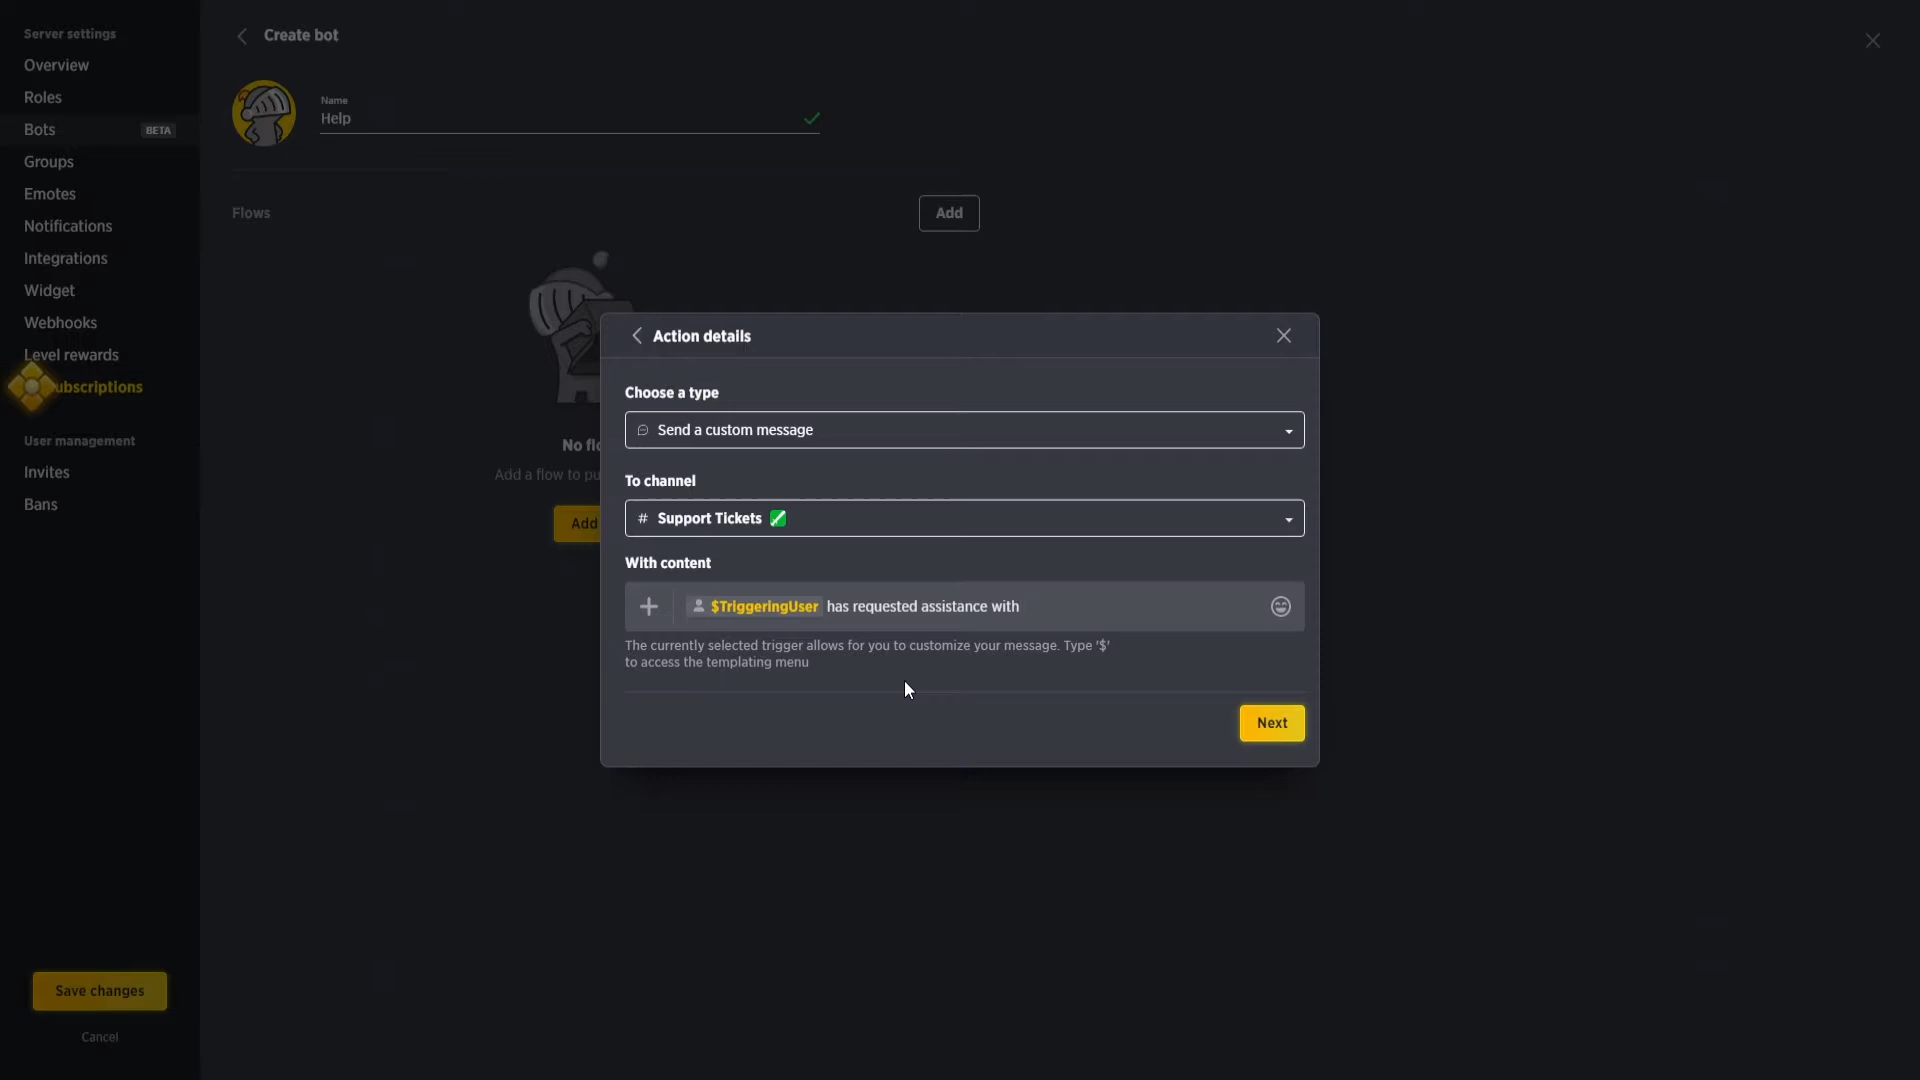 Server settings
Overview
Roles
Bots BETA
Groups
Emotes
Notifications
Integrations
Widget
Webhooks
Level rewards
ubscriptions
User management
Invites
Bans
Save changes
Cancel
Create bot
Name
Help
Flows
Add
No flo
Add a flow to pu
Add
Action details
Choose a type
Send a custom message
To channel
# Support Tickets
With content
$TriggeringUser has requested assistance with
The currently selected trigger allows for you to customize your message. Type '$'
to access the templating menu
Next